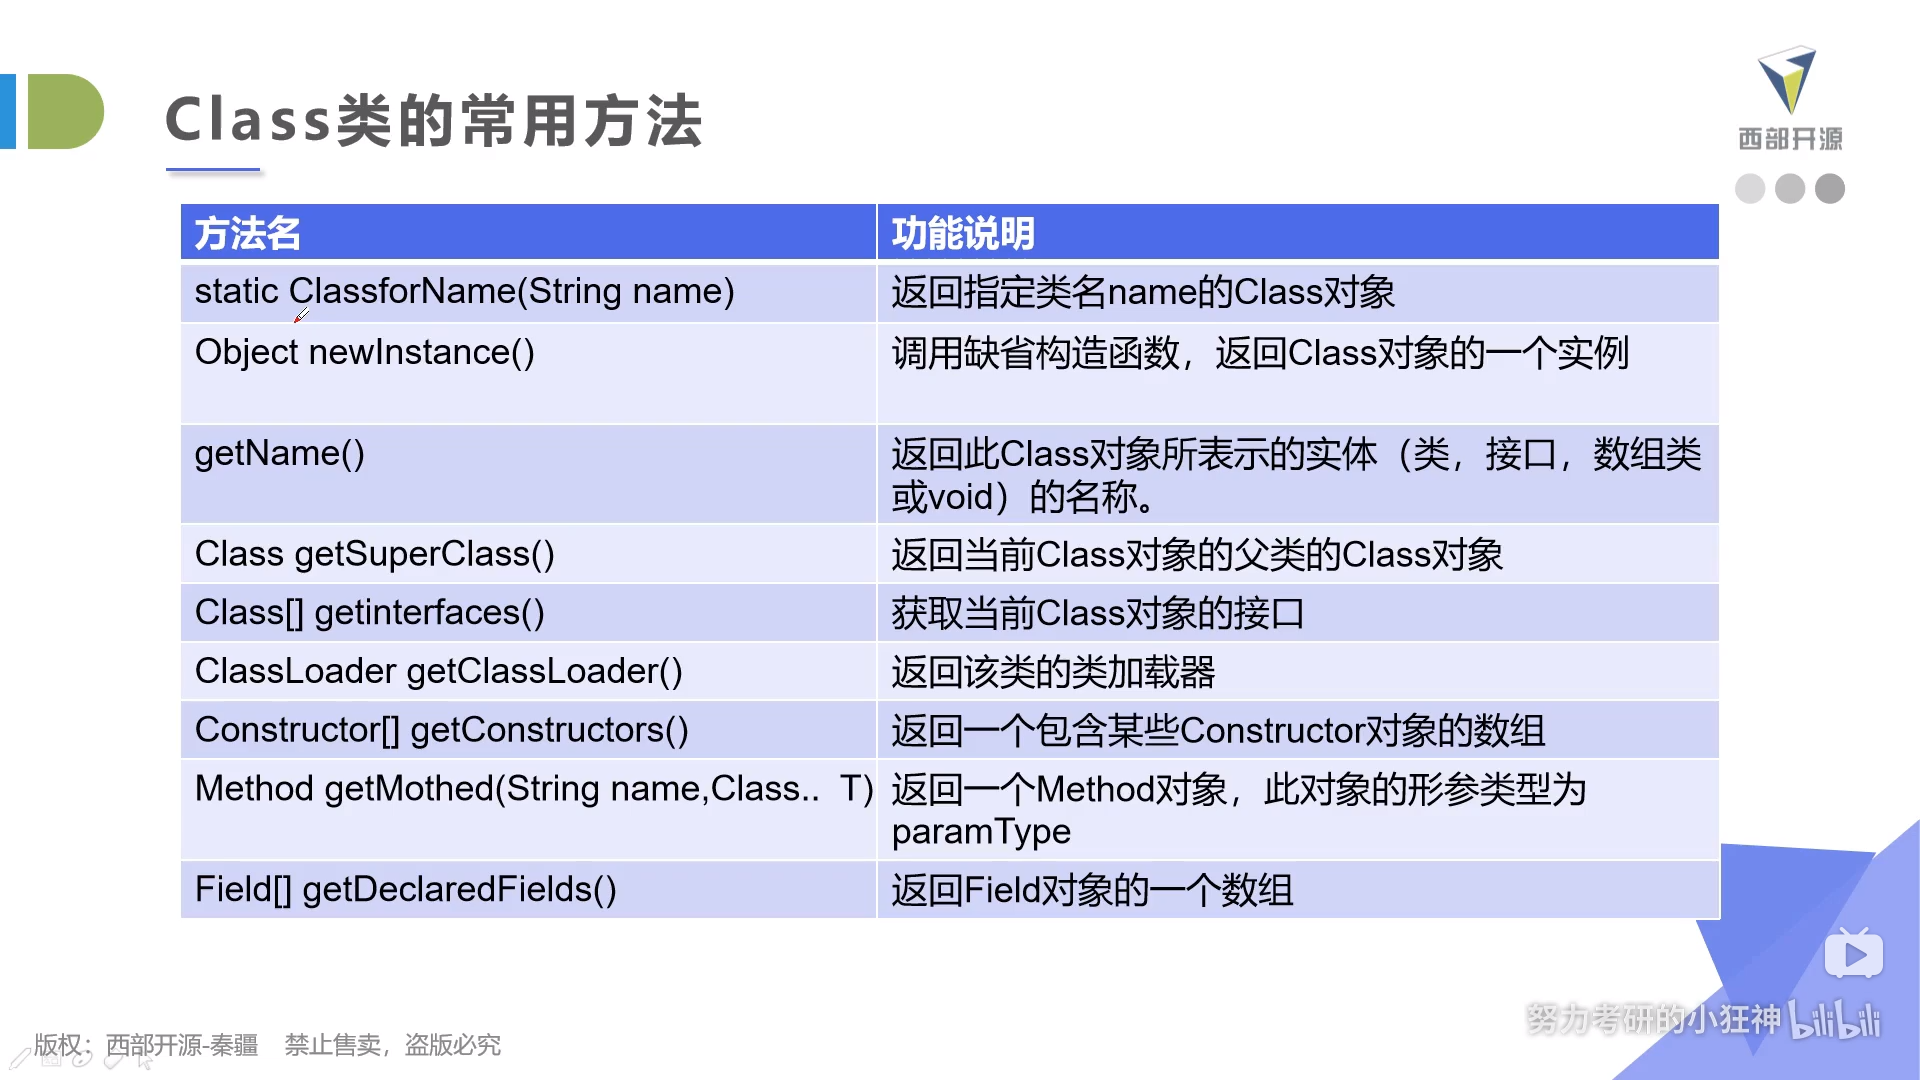 Class类的常用方法
西部开源
方法名 功能说明
static ClassforName(String name) 返回指定类名name的Class对象
Object newInstance() 调用缺省构造函数，返回Class对象的一个实例
getName() 返回此Class对象所表示的实体（类，接口，数组类
或void）的名称。
Class getSuperClass() 返回当前Class对象的父类的Class对象
Class[] getinterfaces() 获取当前Class对象的接口
ClassLoader getClassLoader() 返回该类的类加载器
Constructor[] getConstructors() 返回一个包含某些Constructor对象的数组
Method getMothed(String name,Class.. T) 返回一个Method对象，此对象的形参类型为
paramType
Field[] getDeclaredFields() 返回Field对象的一个数组
努力考研的小狂神 bilibili
版权：西部开源-秦疆 禁止售卖，盗版必究